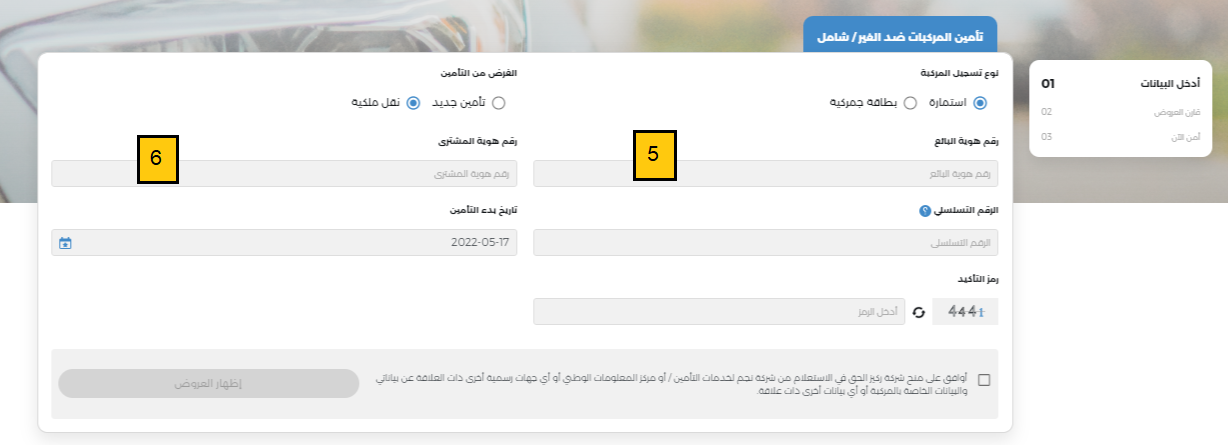 تأمين المركبات ضد الغير / شامل
أدخل البيانات 01
قارن العروض 02
أمن الآن 03
نوع تسجيل المركبة
استمارة بطاقة جمركية
الغرض من التأمين
تأمين جديد نقل ملكية
رقم هوية البائع
5
رقم هوية البائع
رقم هوية المشتري
6
رقم هوية المشتري
الرقم التسلسلي ؟
الرقم التسلسلي
تاريخ بدء التأمين
2022-05-17
رمز التأكيد
4441
أدخل الرمز
أوافق على منح شركة ركيز الحق في الاستعلام من شركة نجم لخدمات التأمين / أو مركز المعلومات الوطني أو أي جهات رسمية أخرى ذات العلاقة عن بياناتي
والبيانات الخاصة بالمركبة أو أي بيانات أخرى ذات علاقة.
إظهار العروض